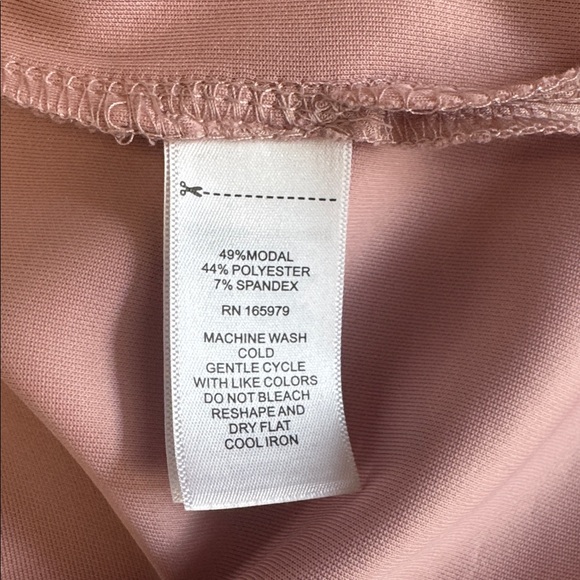 49%MODAL
44% POLYESTER
7% SPANDEX
RN 165979
MACHINE WASH
COLD
GENTLE CYCLE
WITH LIKE COLORS
DO NOT BLEACH
RESHAPE AND
DRY FLAT
COOL IRON